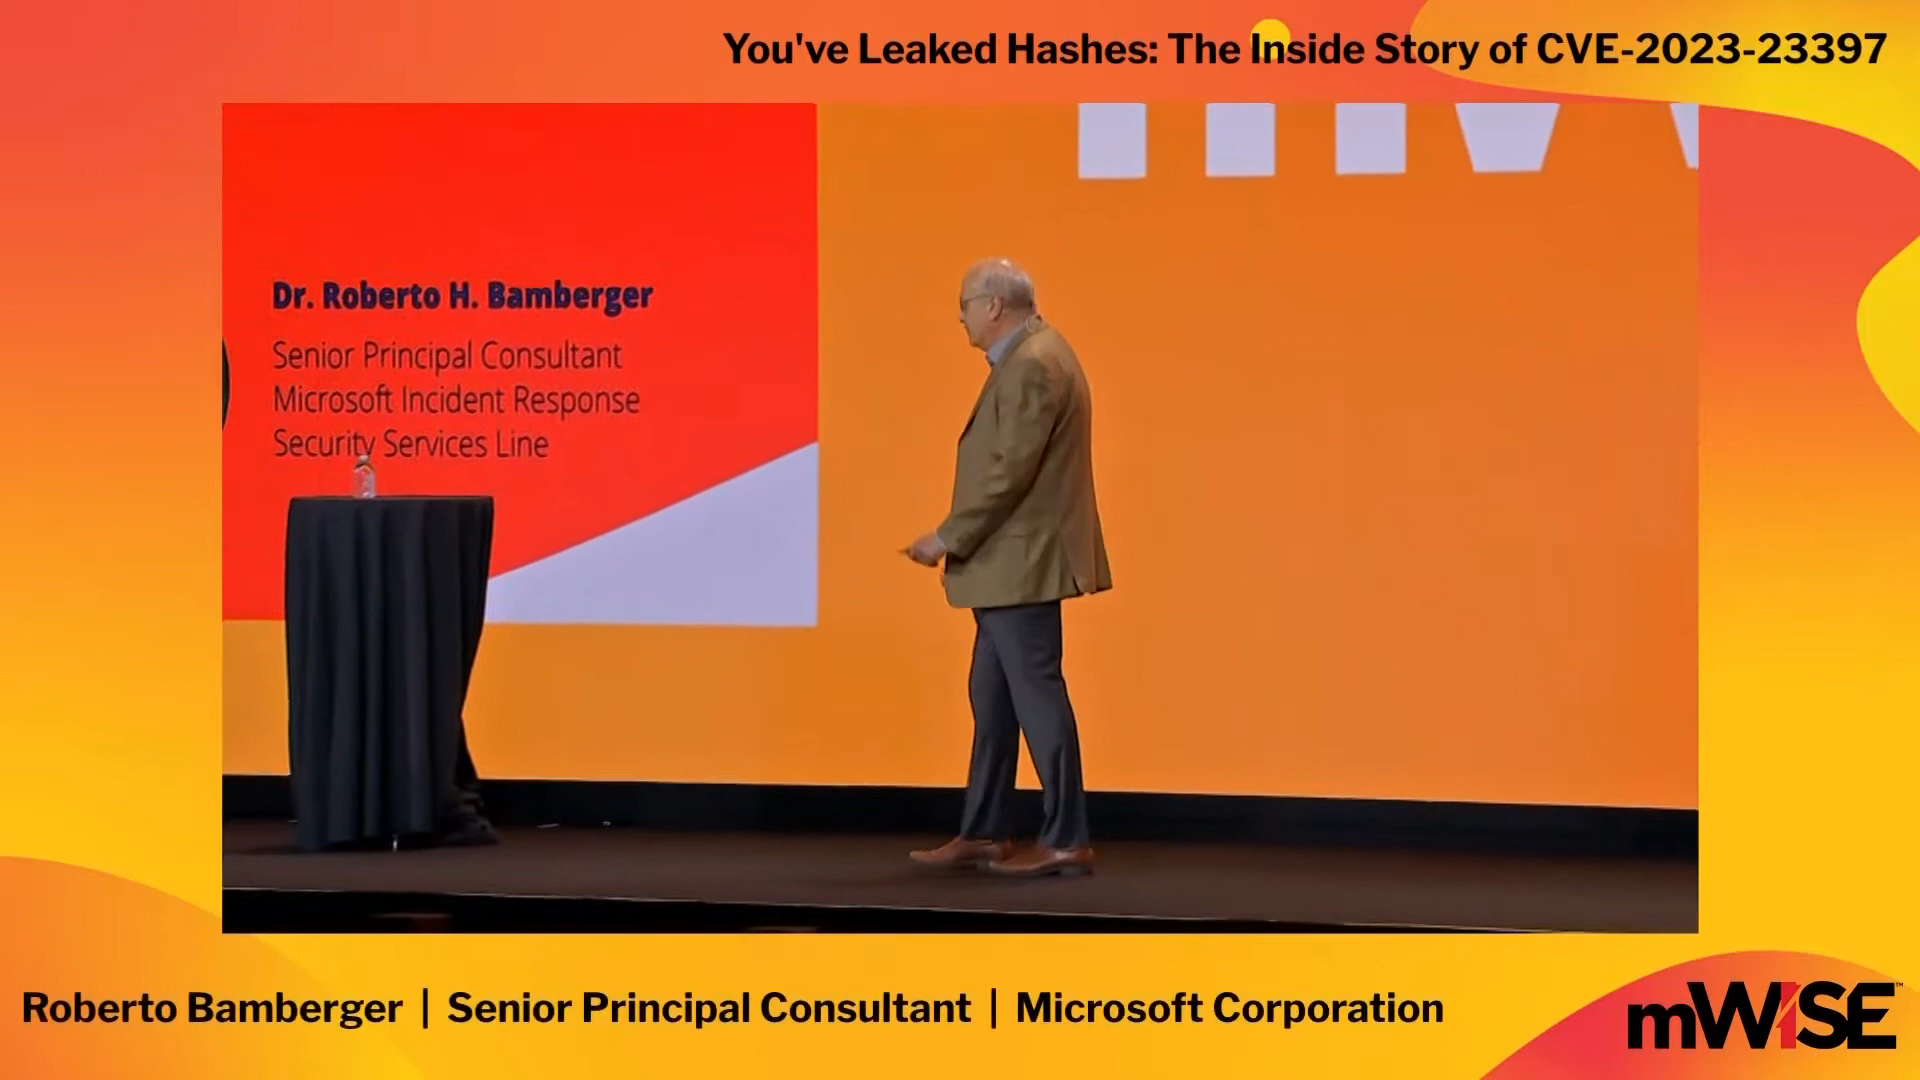 You've Leaked Hashes: The Inside Story of CVE-2023-23397
Dr. Roberto H. Bamberger
Senior Principal Consultant
Microsoft Incident Response
Security Services Line
Roberto Bamberger | Senior Principal Consultant | Microsoft Corporation
mWISE™